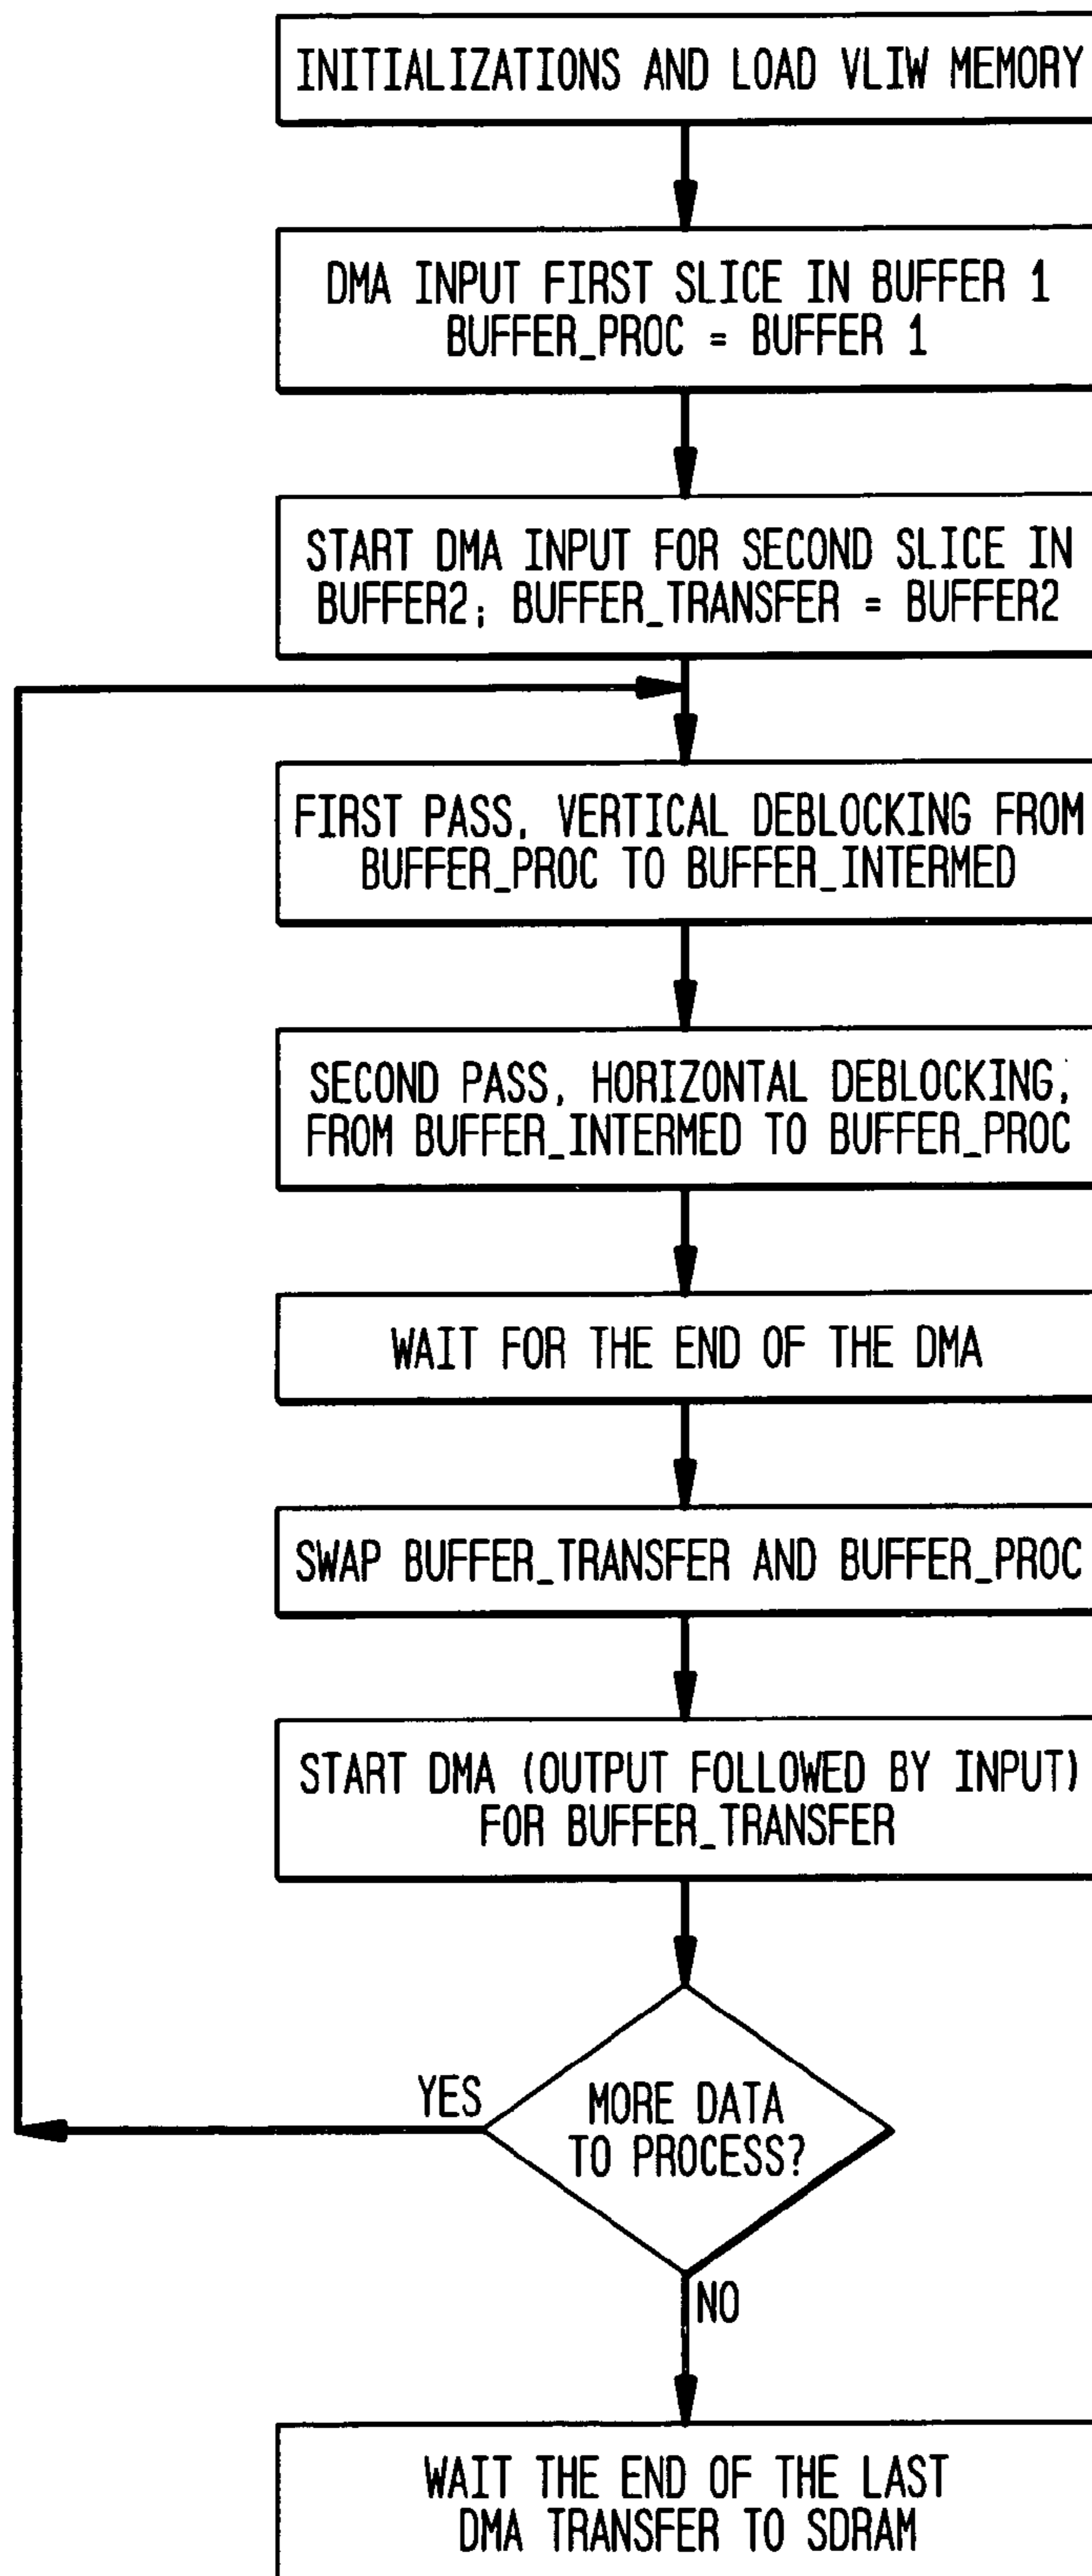 INITIALIZATIONS AND LOAD VLIW MEMORY
DMA INPUT FIRST SLICE IN BUFFER 1
BUFFER_PROC = BUFFER 1
START DMA INPUT FOR SECOND SLICE IN
BUFFER2; BUFFER_TRANSFER = BUFFER2
FIRST PASS, VERTICAL DEBLOCKING FROM
BUFFER_PROC TO BUFFER_INTERMED
SECOND PASS, HORIZONTAL DEBLOCKING,
FROM BUFFER_INTERMED TO BUFFER_PROC
WAIT FOR THE END OF THE DMA
SWAP BUFFER_TRANSFER AND BUFFER_PROC
START DMA (OUTPUT FOLLOWED BY INPUT)
FOR BUFFER_TRANSFER
YES
MORE DATA
TO PROCESS?
NO
WAIT THE END OF THE LAST
DMA TRANSFER TO SDRAM